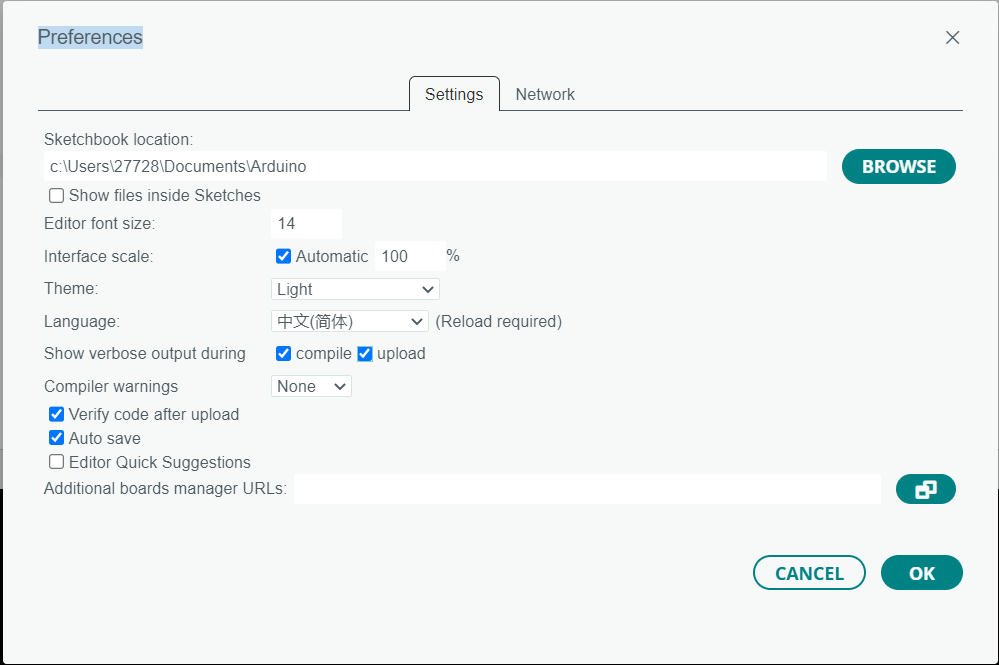 Preferences
Settings Network
Sketchbook location:
c:\Users\27728\Documents\Arduino BROWSE
Show files inside Sketches
Editor font size: 14
Interface scale: Automatic 100 %
Theme: Light
Language: 中文(简体) (Reload required)
Show verbose output during compile upload
Compiler warnings None
Verify code after upload
Auto save
Editor Quick Suggestions
Additional boards manager URLs:
CANCEL OK